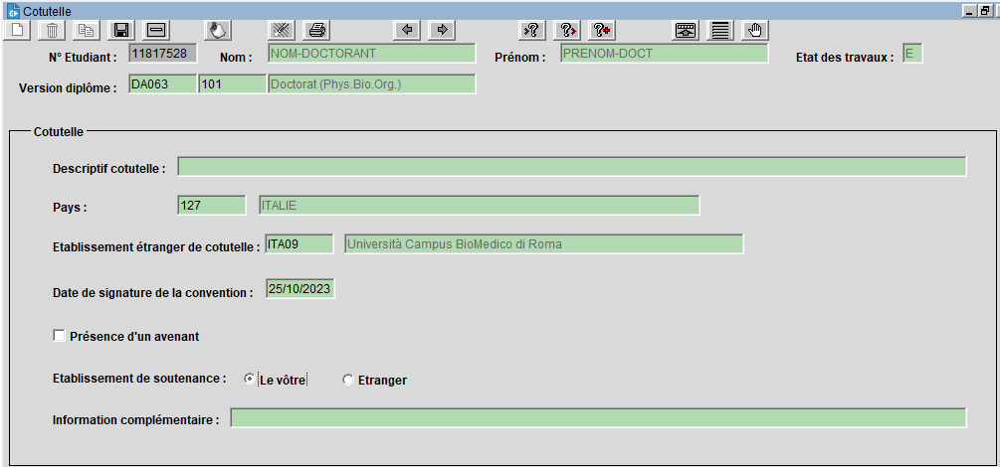 Cotutelle
N° Etudiant : 11817528 Nom : NOM-DOCTORANT Prénom : PRENOM-DOCT Etat des travaux : E
Version diplôme : DA063 101 Doctorat (Phys.Bio.Org.)
Cotutelle
Descriptif cotutelle :
Pays : 127 ITALIE
Etablissement étranger de cotutelle : ITA09 Università Campus BioMedico di Roma
Date de signature de la convention : 25/10/2023
Présence d'un avenant
Etablissement de soutenance : Le vôtre Etranger
Information complémentaire :